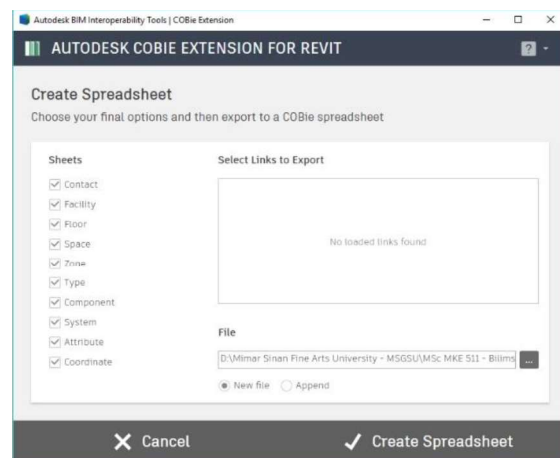 Autodesk BIM Interoperability Tools | COBie Extension
AUTODESK COBIE EXTENSION FOR REVIT
?
Create Spreadsheet
Choose your final options and then export to a COBie spreadsheet
Sheets
Contact
Facility
Floor
Space
Zone
Type
Component
System
Attribute
Coordinate
Select Links to Export
No loaded links found
File
D:\Mimar Sinan Fine Arts University - MSGSU\MSc MKE 511 - Bilims
...
New file
Append
Cancel
Create Spreadsheet